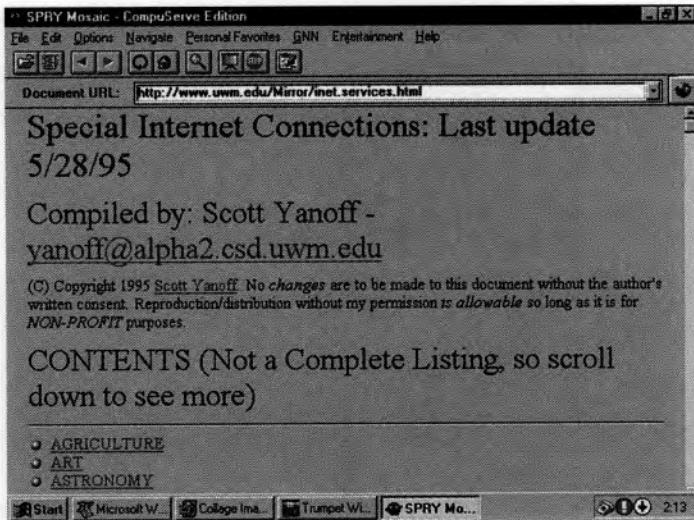 SPRY Mosaic - CompuServe Edition
File Edit Options Navigate Personal Favorites GNN Entertainment Help
Document URL: http://www.uwm.edu/Mirror/inet.services.html
Special Internet Connections: Last update
5/28/95
Compiled by: Scott Yanoff -
yanoff@alpha2.csd.uwm.edu
(C) Copyright 1995 Scott Yanoff. No changes are to be made to this document without the author's
written consent. Reproduction/distribution without my permission is allowable so long as it is for
NON-PROFIT purposes.
CONTENTS (Not a Complete Listing, so scroll
down to see more)
AGRICULTURE
ART
ASTRONOMY
Start Microsoft W... Collage Ima... Trumpet Wi... SPRY Mo... 2:13